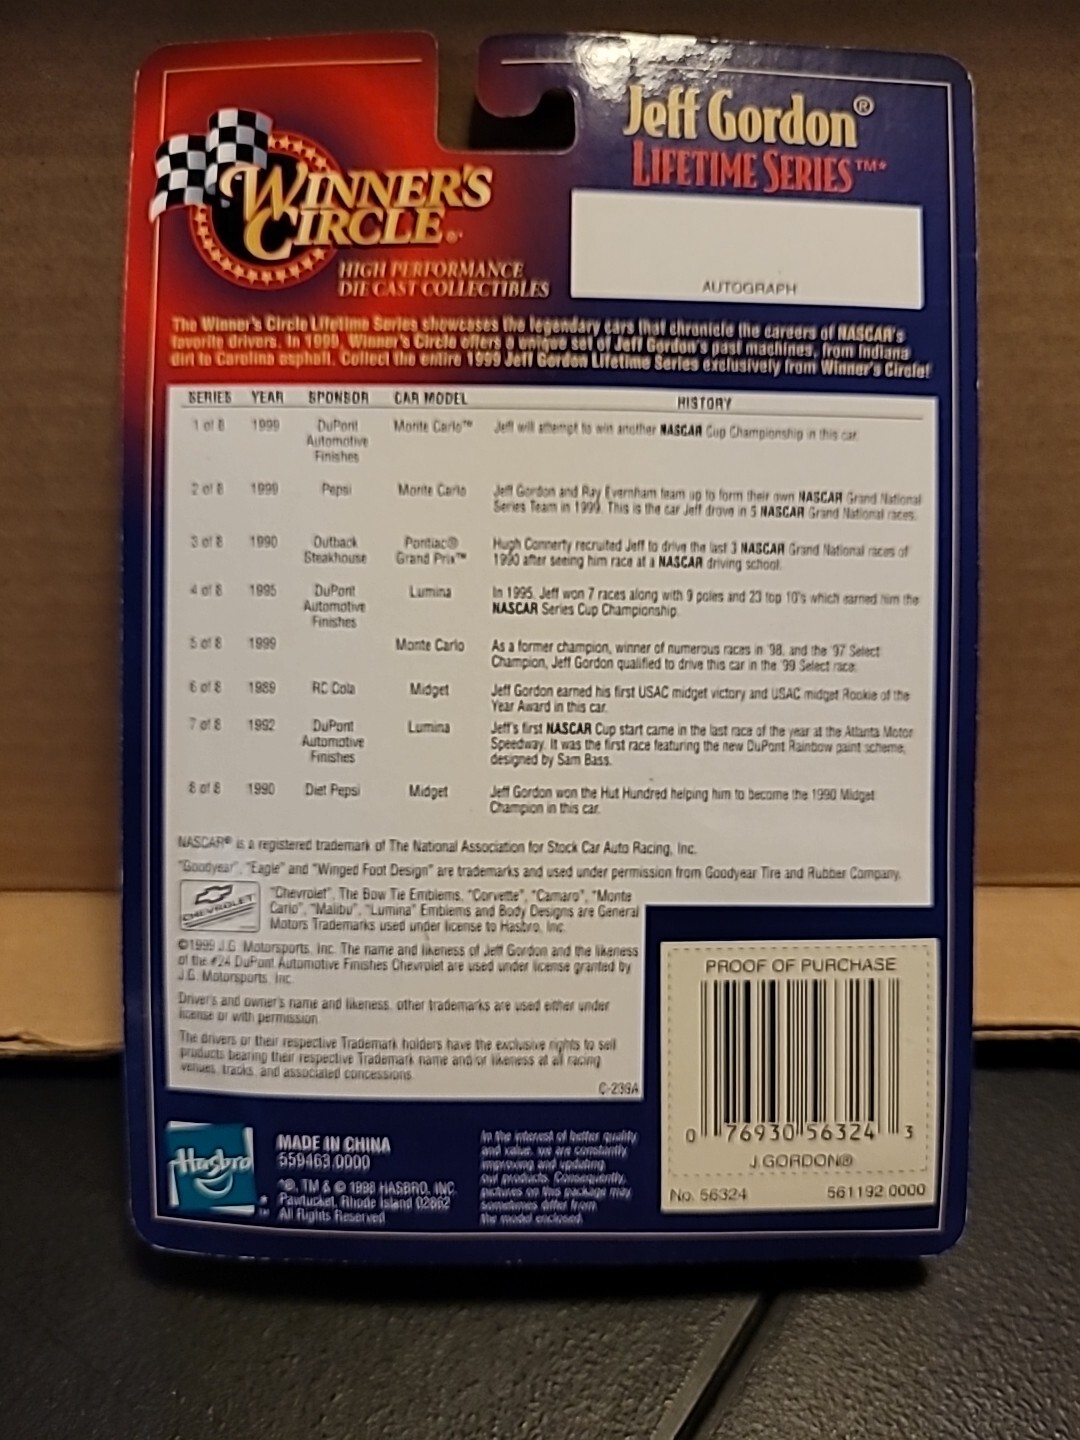 WINNER'S
CIRCLE®
HIGH PERFORMANCE
DIE CAST COLLECTIBLES
Jeff Gordon®
LIFETIME SERIES™*
AUTOGRAPH
The Winner's Circle Lifetime Series showcases the legendary cars that chronicle the careers of NASCAR's
favorite drivers. In 1999, Winner's Circle offers a unique set of Jeff Gordon's past machines, from Indiana
dirt to Carolina asphalt. Collect the entire 1999 Jeff Gordon Lifetime Series exclusively from Winner's Circle!
SERIES YEAR SPONSOR CAR MODEL HISTORY
1 of 8 1999 DuPont Monte Carlo™ Jeff will attempt to win another NASCAR Cup Championship in this car.
Automotive
Finishes
2 of 8 1999 Pepsi Monte Carlo Jeff Gordon and Ray Evernham team up to form their own NASCAR Grand National
Series Team in 1999. This is the car Jeff drove in 5 NASCAR Grand National races.
3 of 8 1990 Outback Pontiac® Hugh Connerty recruited Jeff to drive the last 3 NASCAR Grand National races of
Steakhouse Grand Prix™ 1990 after seeing him race at a NASCAR driving school.
4 of 8 1995 DuPont Lumina In 1995, Jeff won 7 races along with 9 poles and 23 top 10's which earned him the
Automotive NASCAR Series Cup Championship.
Finishes
5 of 8 1999 Monte Carlo As a former champion, winner of numerous races in '98, and the '97 Select
Champion, Jeff Gordon qualified to drive this car in the '99 Select race.
6 of 8 1989 RC Cola Midget Jeff Gordon earned his first USAC midget victory and USAC midget Rookie of the
Year Award in this car.
7 of 8 1992 DuPont Lumina Jeff's first NASCAR Cup start came in the last race of the year at the Atlanta Motor
Automotive Speedway. It was the first race featuring the new DuPont Rainbow paint scheme,
Finishes designed by Sam Bass.
8 of 8 1990 Diet Pepsi Midget Jeff Gordon won the Hut Hundred helping him to become the 1990 Midget
Champion in this car.
NASCAR® is a registered trademark of The National Association for Stock Car Auto Racing, Inc.
"Goodyear", "Eagle" and "Winged Foot Design" are trademarks and used under permission from Goodyear Tire and Rubber Company.
CHEVROLET
"Chevrolet", The Bow Tie Emblems, "Corvette", "Camaro", "Monte
Carlo", "Malibu", "Lumina" Emblems and Body Designs are General
Motors Trademarks used under license to Hasbro, Inc.
©1999 J.G. Motorsports, Inc. The name and likeness of Jeff Gordon and the likeness
of the #24 DuPont Automotive Finishes Chevrolet are used under license granted by
J.G. Motorsports, Inc.
Driver's and owner's name and likeness, other trademarks are used either under
license or with permission.
The drivers or their respective Trademark holders have the exclusive rights to sell
products bearing their respective Trademark name and/or likeness at all racing
venues, tracks, and associated concessions.
C-239A
PROOF OF PURCHASE
0 76930 56324 3
J.GORDON®
No. 56324 561192.0000
Hasbro
*™
MADE IN CHINA
559463.0000
*®, TM & © 1998 HASBRO, INC.
Pawtucket, Rhode Island 02862
All Rights Reserved
In the interest of better quality
and value, we are constantly
improving and updating
our products. Consequently,
pictures on this package may
sometimes differ from
the model enclosed.